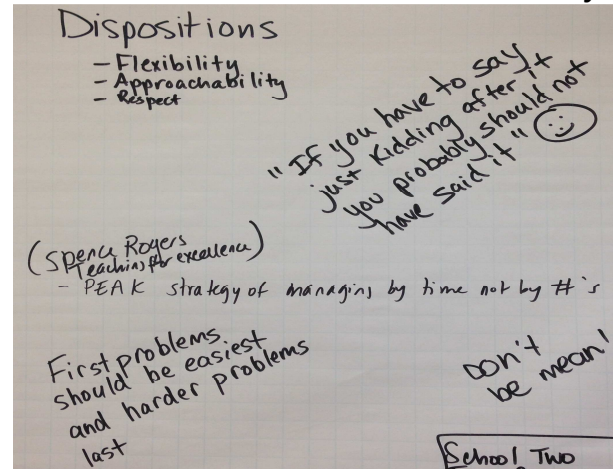 Dispositions
- Flexibility
- Approachability
- Respect
"If you have to say
just kidding after it
you probably should not
have said it"
(Spence Rogers
Teaching for excellence)
- PEAK strategy of managing by time not by #'s
First problems
should be easiest
and harder problems
last
Don't
be mean!
School Two